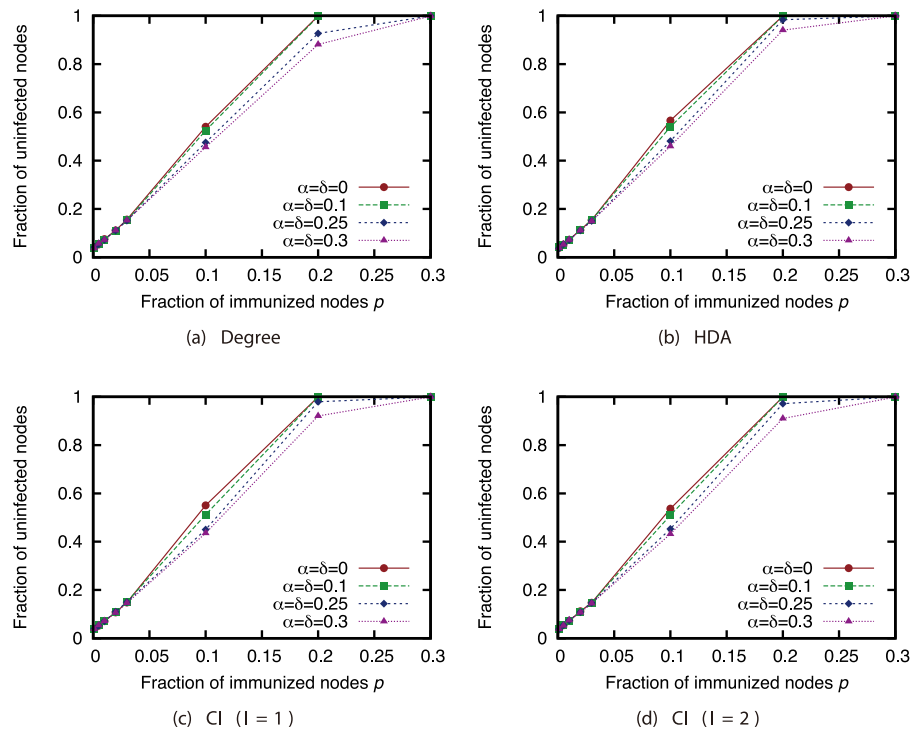 Fraction of uninfected nodes
1
0.8
0.6
0.4
0.2
0
α=δ=0
α=δ=0.1
α=δ=0.25
α=δ=0.3
0 0.05 0.1 0.15 0.2 0.25 0.3
Fraction of immunized nodes p
(a) Degree
Fraction of uninfected nodes
1
0.8
0.6
0.4
0.2
0
α=δ=0
α=δ=0.1
α=δ=0.25
α=δ=0.3
0 0.05 0.1 0.15 0.2 0.25 0.3
Fraction of immunized nodes p
(b) HDA
Fraction of uninfected nodes
1
0.8
0.6
0.4
0.2
0
α=δ=0
α=δ=0.1
α=δ=0.25
α=δ=0.3
0 0.05 0.1 0.15 0.2 0.25 0.3
Fraction of immunized nodes p
(c) CI (l = 1)
Fraction of uninfected nodes
1
0.8
0.6
0.4
0.2
0
α=δ=0
α=δ=0.1
α=δ=0.25
α=δ=0.3
0 0.05 0.1 0.15 0.2 0.25 0.3
Fraction of immunized nodes p
(d) CI (l = 2)